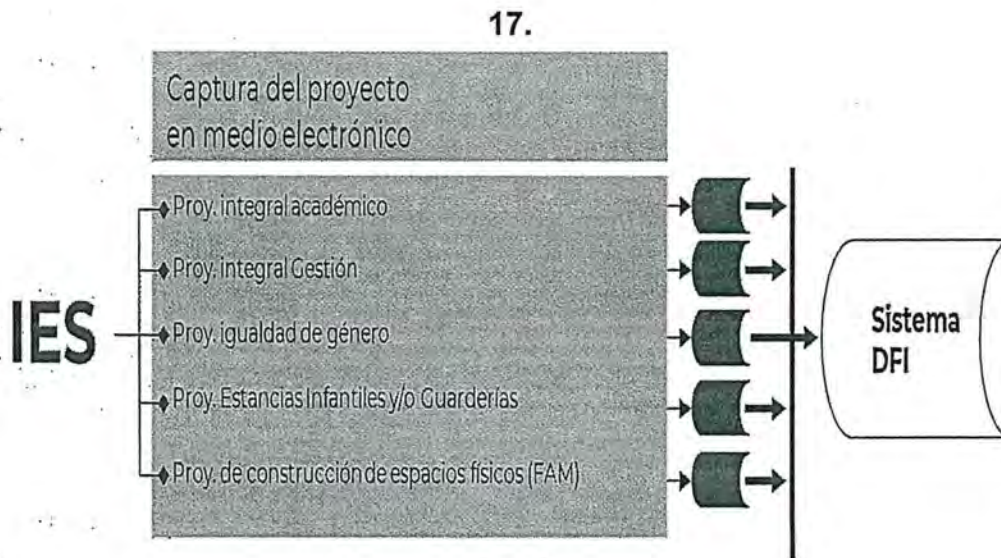 17.
Captura del proyecto
en medio electrónico
Proy. integral académico
Proy. integral Gestión
IES
Proy. igualdad de género
Proy. Estancias Infantiles y/o Guarderías
Proy. de construcción de espacios físicos (FAM)
Sistema
DFI